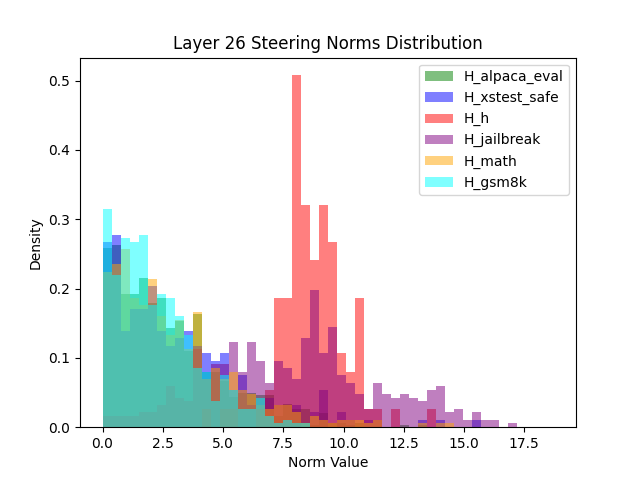 Layer 26 Steering Norms Distribution
Density
0.5
0.4
0.3
0.2
0.1
0.0
H_alpaca_eval
H_xstest_safe
H_h
H_jailbreak
H_math
H_gsm8k
0.0 2.5 5.0 7.5 10.0 12.5 15.0 17.5
Norm Value